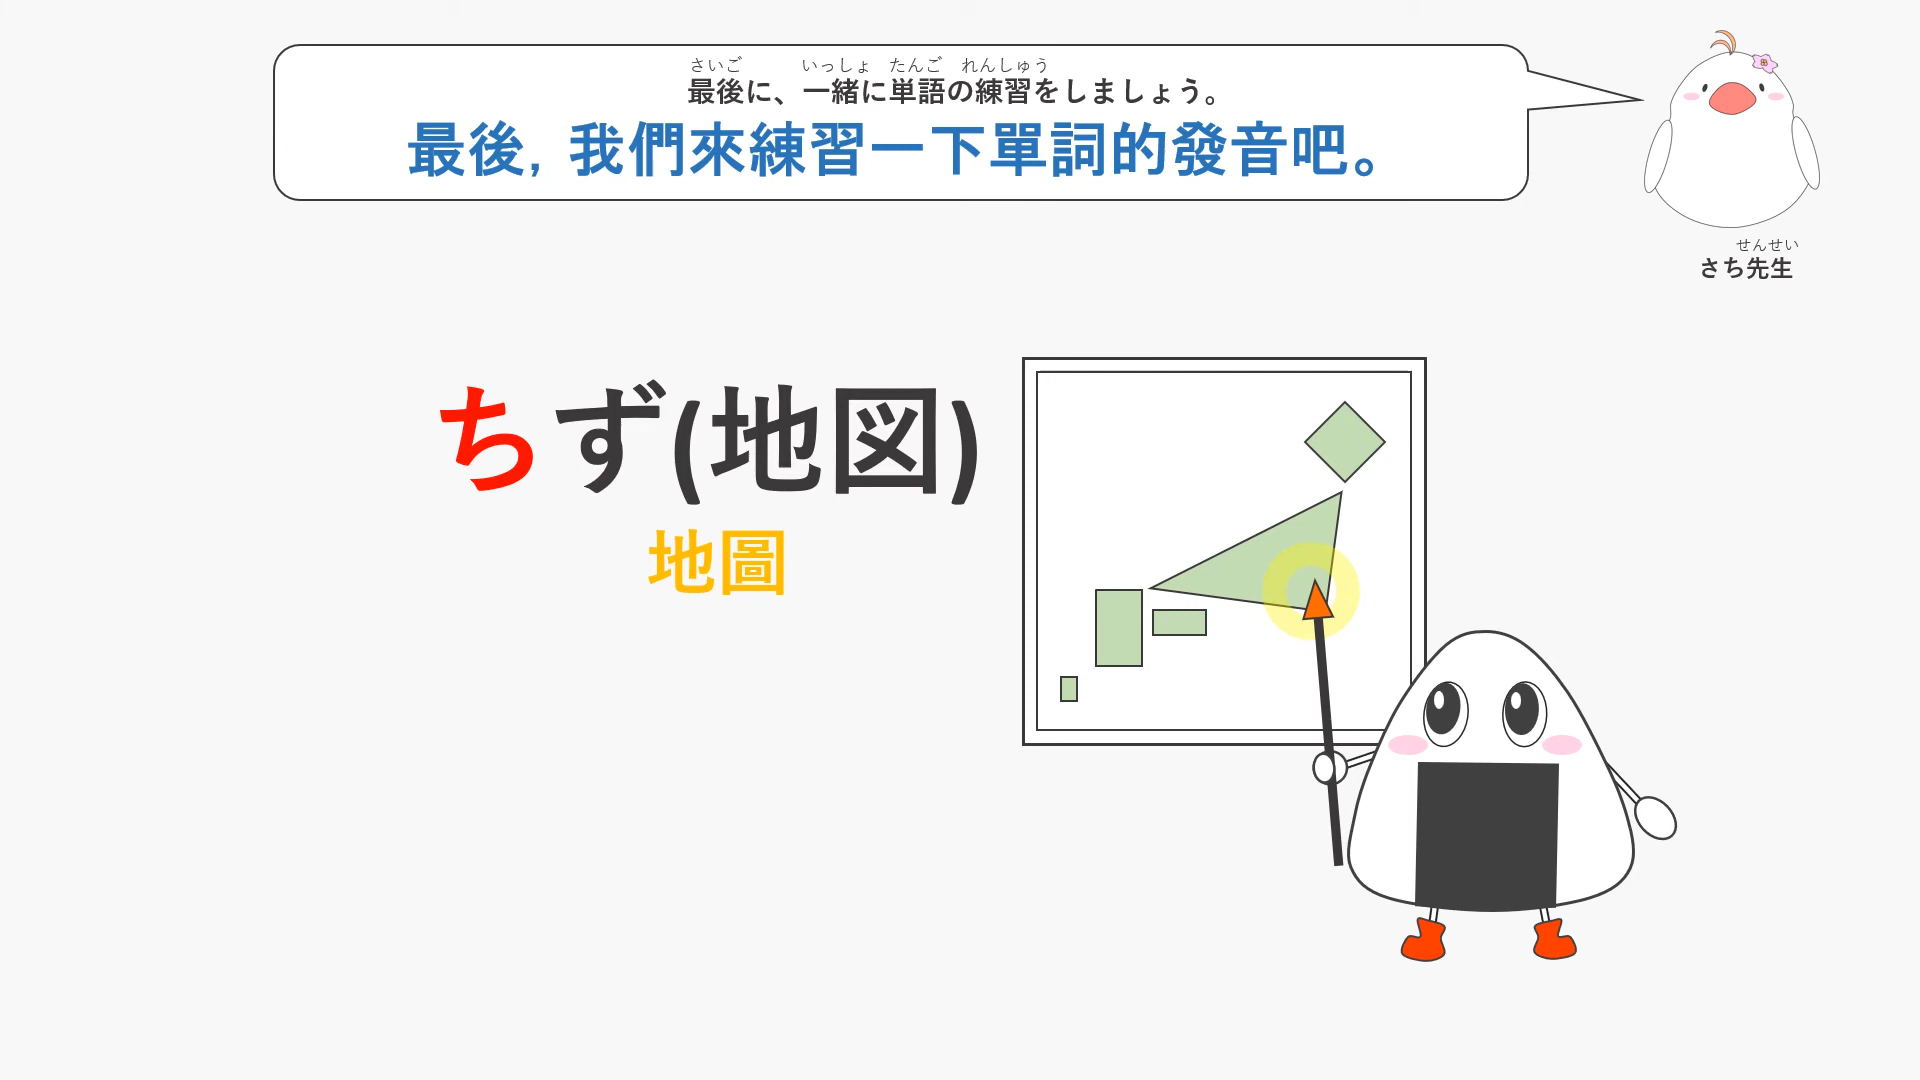 さいご いっしょ たんご れんしゅう
最後に、一緒に単語の練習をしましょう。
最後, 我們來練習一下單詞的發音吧。
せんせい
さち先生
ちず(地図)
地圖